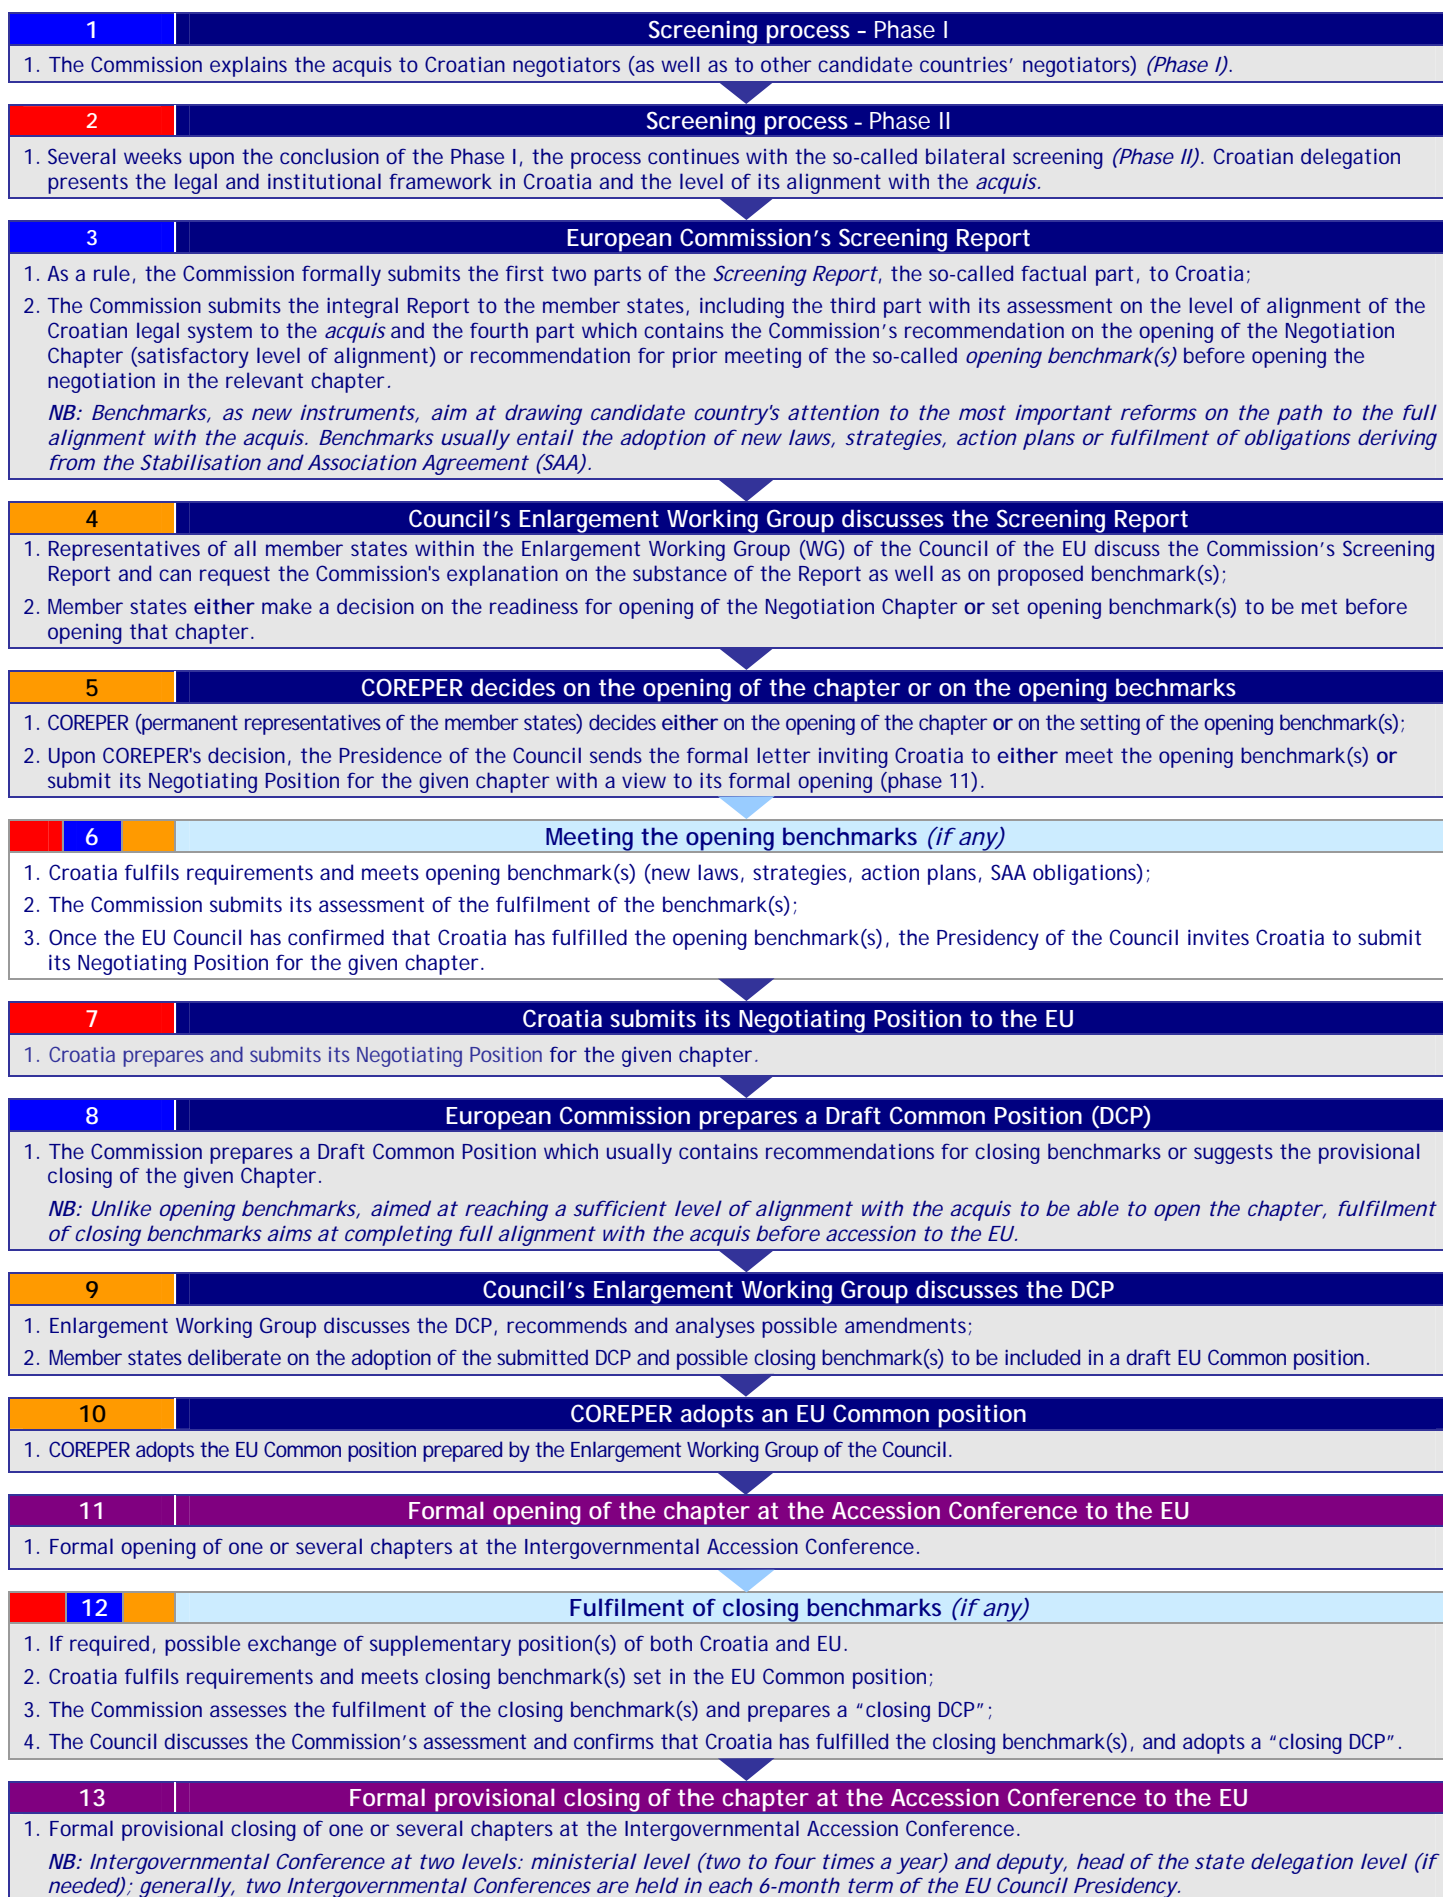 1 Screening process - Phase I
1. The Commission explains the acquis to Croatian negotiators (as well as to other candidate countries' negotiators) (Phase I).
2 Screening process - Phase II
1. Several weeks upon the conclusion of the Phase I, the process continues with the so-called bilateral screening (Phase II). Croatian delegation
presents the legal and institutional framework in Croatia and the level of its alignment with the acquis.
3 European Commission's Screening Report
1. As a rule, the Commission formally submits the first two parts of the Screening Report, the so-called factual part, to Croatia;
2. The Commission submits the integral Report to the member states, including the third part with its assessment on the level of alignment of the
Croatian legal system to the acquis and the fourth part which contains the Commission's recommendation on the opening of the Negotiation
Chapter (satisfactory level of alignment) or recommendation for prior meeting of the so-called opening benchmark(s) before opening the
negotiation in the relevant chapter.
NB: Benchmarks, as new instruments, aim at drawing candidate country's attention to the most important reforms on the path to the full
alignment with the acquis. Benchmarks usually entail the adoption of new laws, strategies, action plans or fulfilment of obligations deriving
from the Stabilisation and Association Agreement (SAA).
4 Council's Enlargement Working Group discusses the Screening Report
1. Representatives of all member states within the Enlargement Working Group (WG) of the Council of the EU discuss the Commission's Screening
Report and can request the Commission's explanation on the substance of the Report as well as on proposed benchmark(s);
2. Member states either make a decision on the readiness for opening of the Negotiation Chapter or set opening benchmark(s) to be met before
opening that chapter.
5 COREPER decides on the opening of the chapter or on the opening bechmarks
1. COREPER (permanent representatives of the member states) decides either on the opening of the chapter or on the setting of the opening benchmark(s);
2. Upon COREPER's decision, the Presidence of the Council sends the formal letter inviting Croatia to either meet the opening benchmark(s) or
submit its Negotiating Position for the given chapter with a view to its formal opening (phase 11).
6 Meeting the opening benchmarks (if any)
1. Croatia fulfils requirements and meets opening benchmark(s) (new laws, strategies, action plans, SAA obligations);
2. The Commission submits its assessment of the fulfilment of the benchmark(s);
3. Once the EU Council has confirmed that Croatia has fulfilled the opening benchmark(s), the Presidency of the Council invites Croatia to submit
its Negotiating Position for the given chapter.
7 Croatia submits its Negotiating Position to the EU
1. Croatia prepares and submits its Negotiating Position for the given chapter.
8 European Commission prepares a Draft Common Position (DCP)
1. The Commission prepares a Draft Common Position which usually contains recommendations for closing benchmarks or suggests the provisional
closing of the given Chapter.
NB: Unlike opening benchmarks, aimed at reaching a sufficient level of alignment with the acquis to be able to open the chapter, fulfilment
of closing benchmarks aims at completing full alignment with the acquis before accession to the EU.
9 Council's Enlargement Working Group discusses the DCP
1. Enlargement Working Group discusses the DCP, recommends and analyses possible amendments;
2. Member states deliberate on the adoption of the submitted DCP and possible closing benchmark(s) to be included in a draft EU Common position.
10 COREPER adopts an EU Common position
1. COREPER adopts the EU Common position prepared by the Enlargement Working Group of the Council.
11 Formal opening of the chapter at the Accession Conference to the EU
1. Formal opening of one or several chapters at the Intergovernmental Accession Conference.
12 Fulfilment of closing benchmarks (if any)
1. If required, possible exchange of supplementary position(s) of both Croatia and EU.
2. Croatia fulfils requirements and meets closing benchmark(s) set in the EU Common position;
3. The Commission assesses the fulfilment of the closing benchmark(s) and prepares a “closing DCP”;
4. The Council discusses the Commission's assessment and confirms that Croatia has fulfilled the closing benchmark(s), and adopts a “closing DCP”.
13 Formal provisional closing of the chapter at the Accession Conference to the EU
1. Formal provisional closing of one or several chapters at the Intergovernmental Accession Conference.
NB: Intergovernmental Conference at two levels: ministerial level (two to four times a year) and deputy, head of the state delegation level (if
needed); generally, two Intergovernmental Conferences are held in each 6-month term of the EU Council Presidency.